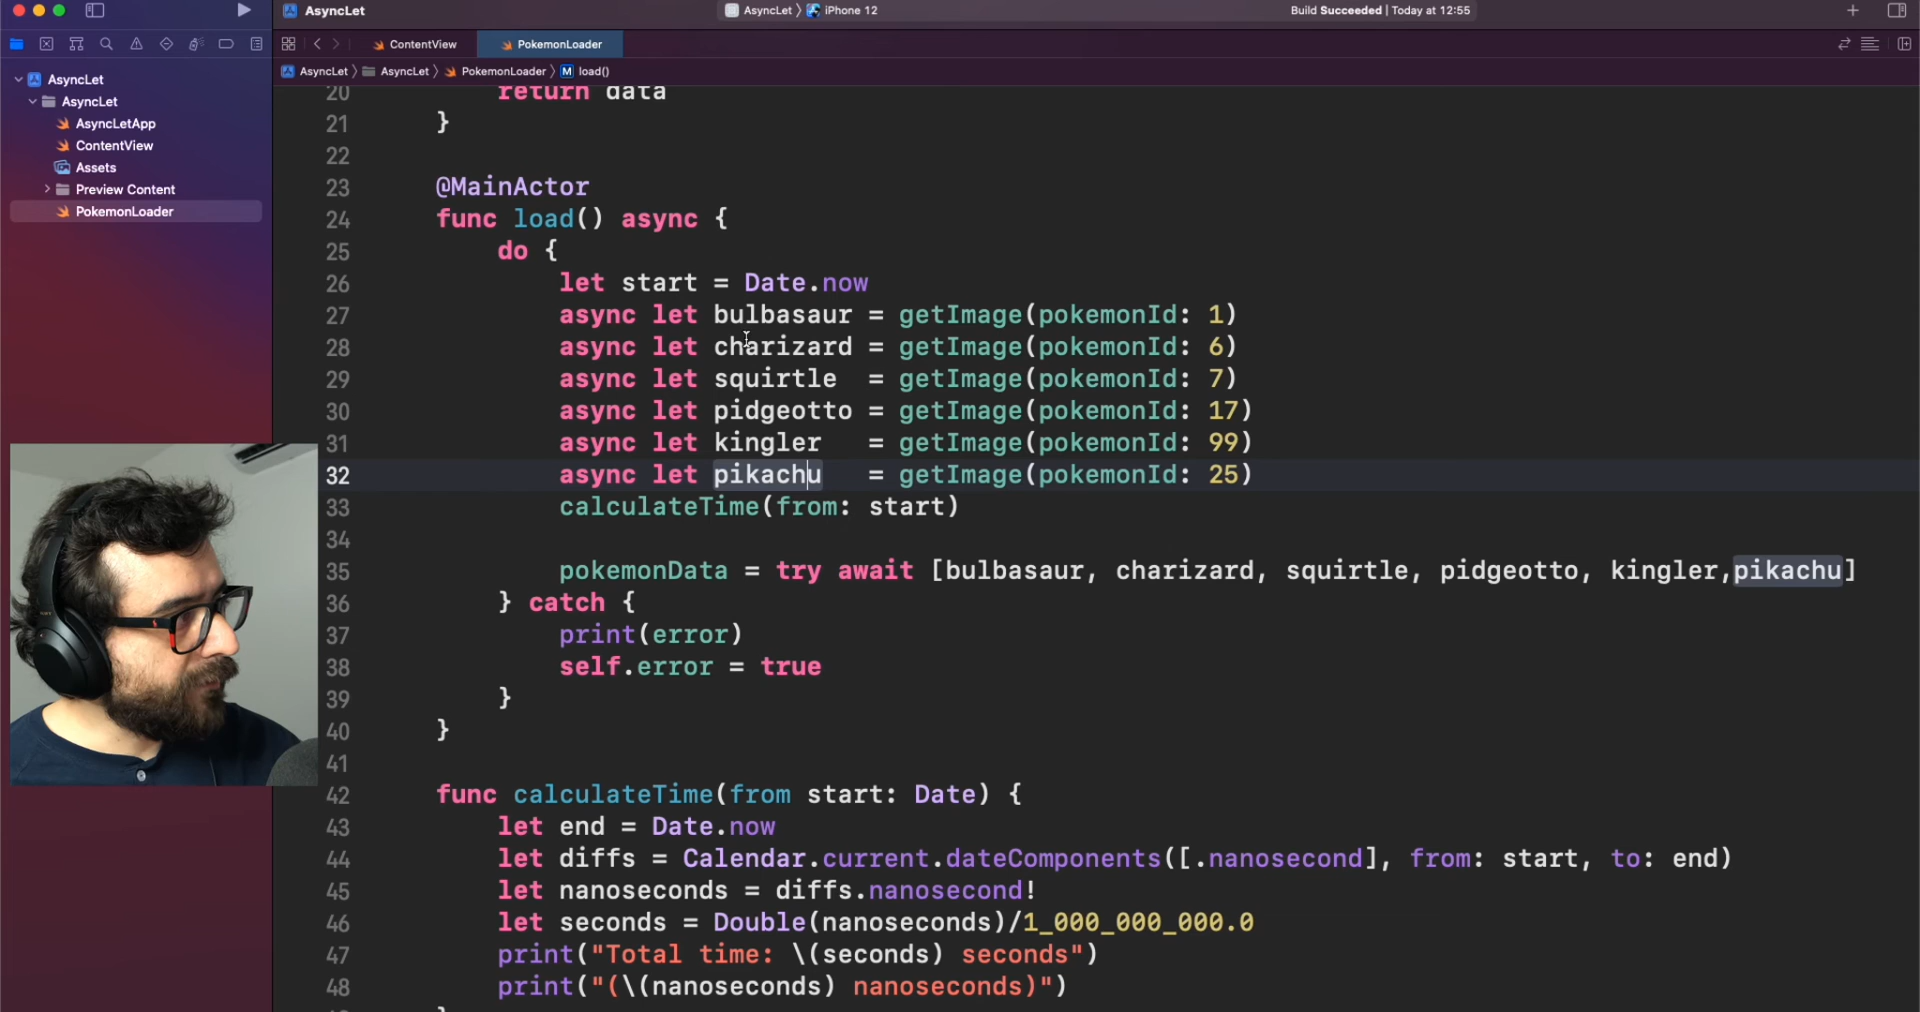 AsyncLet
AsyncLet 〉 iPhone 12
Build Succeeded | Today at 12:55
ContentView
PokemonLoader
AsyncLet 〉 AsyncLet 〉 PokemonLoader 〉 M load()
AsyncLet
AsyncLet
AsyncLetApp
ContentView
Assets
Preview Content
PokemonLoader
20 return data
21 }
22
23 @MainActor
24 func load() async {
25 do {
26 let start = Date.now
27 async let bulbasaur = getImage(pokemonId: 1)
28 async let charizard = getImage(pokemonId: 6)
29 async let squirtle  = getImage(pokemonId: 7)
30 async let pidgeotto = getImage(pokemonId: 17)
31 async let kingler   = getImage(pokemonId: 99)
32 async let pikachu   = getImage(pokemonId: 25)
33 calculateTime(from: start)
34
35 pokemonData = try await [bulbasaur, charizard, squirtle, pidgeotto, kingler,pikachu]
36 } catch {
37 print(error)
38 self.error = true
39 }
40 }
41
42 func calculateTime(from start: Date) {
43 let end = Date.now
44 let diffs = Calendar.current.dateComponents([.nanosecond], from: start, to: end)
45 let nanoseconds = diffs.nanosecond!
46 let seconds = Double(nanoseconds)/1_000_000_000.0
47 print("Total time: \(seconds) seconds")
48 print("(\(nanoseconds) nanoseconds)")